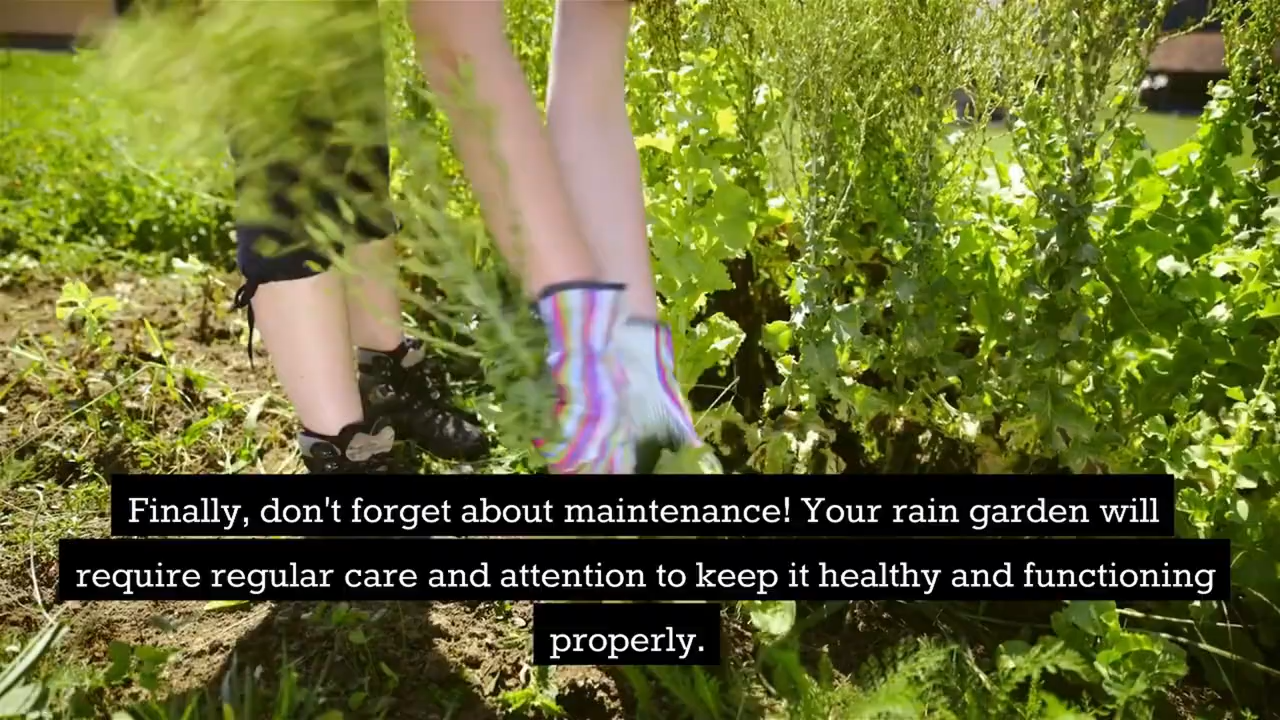 Finally, don't forget about maintenance! Your rain garden will
require regular care and attention to keep it healthy and functioning
properly.